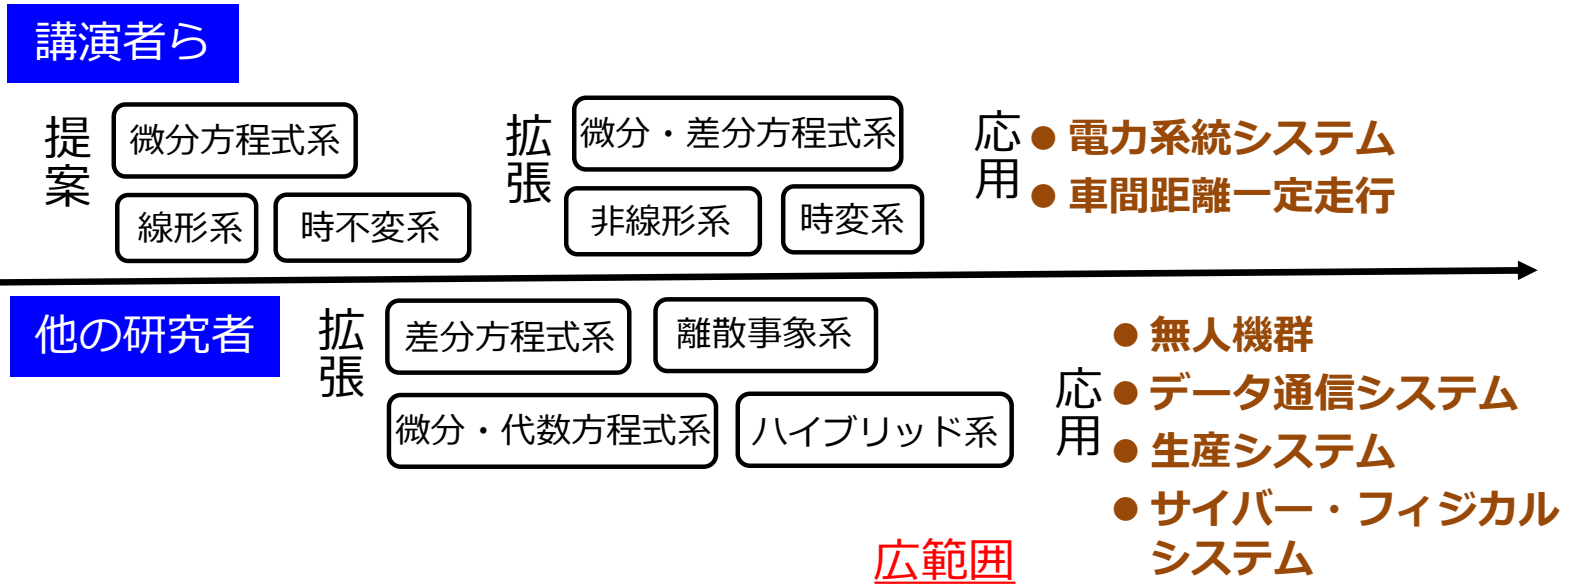 講演者ら
提案
微分方程式系
線形系
時不変系
拡張
微分・差分方程式系
非線形系
時変系
応用
● 電力系統システム
● 車間距離一定走行
他の研究者
拡張
差分方程式系
離散事象系
微分・代数方程式系
ハイブリッド系
応用
● 無人機群
● データ通信システム
● 生産システム
● サイバー・フィジカル
システム
広範囲